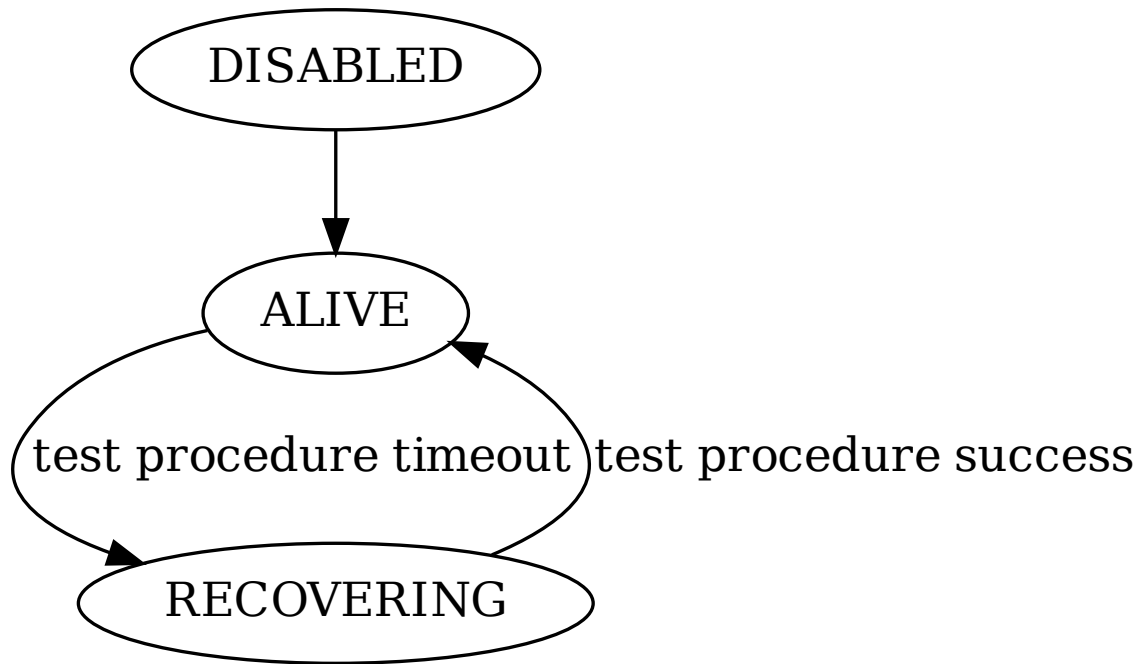 DISABLED
ALIVE
test procedure timeout
test procedure success
RECOVERING